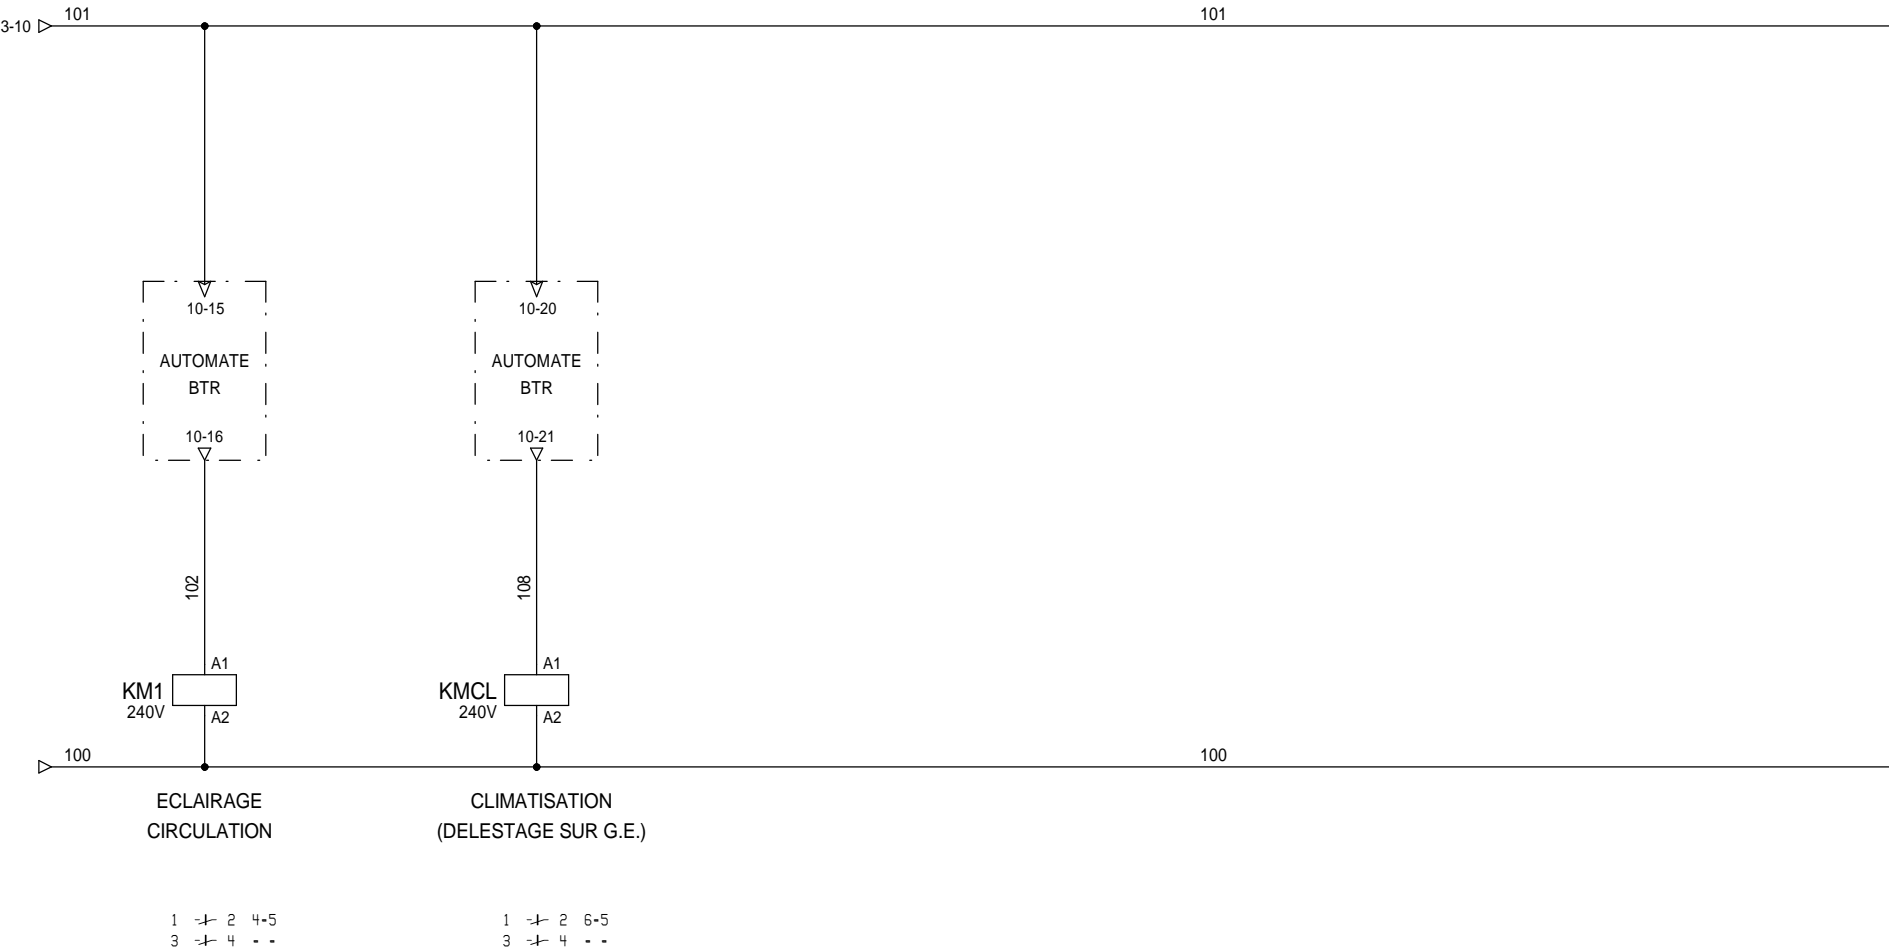 101
101
3-10
10-15
10-20
AUTOMATE
BTR
AUTOMATE
BTR
10-16
10-21
102
108
A1
A1
KM1
240V
KMCL
240V
A2
A2
100
100
ECLAIRAGE
CIRCULATION
CLIMATISATION
(DELESTAGE SUR G.E.)
1 2 4-5
3 4 - -
1 2 6-5
3 4 - -